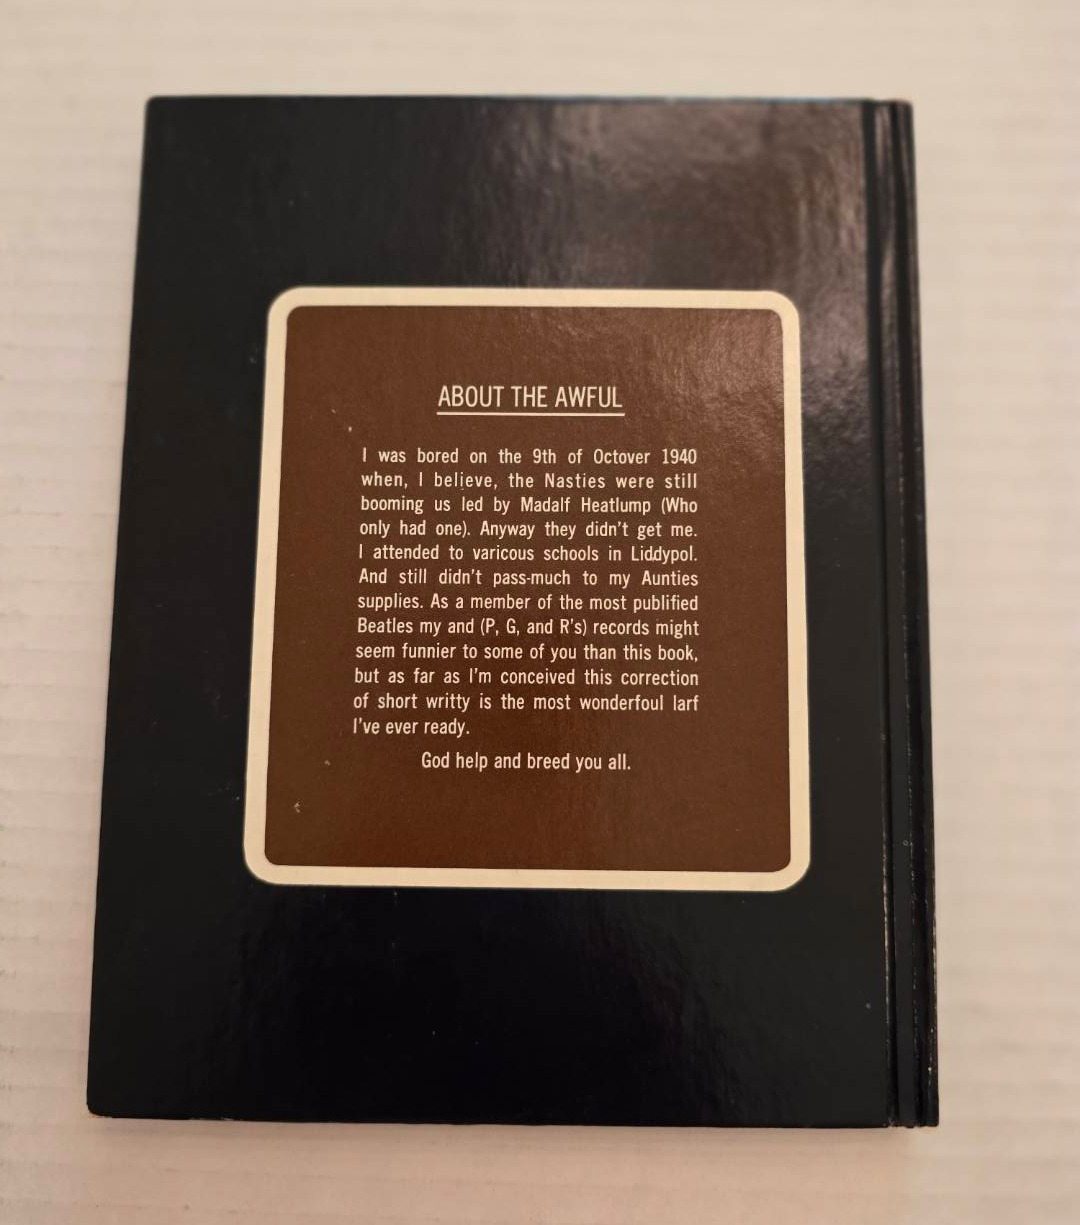 ABOUT THE AWFUL
I was bored on the 9th of Octover 1940
when, I believe, the Nasties were still
booming us led by Madalf Heatlump (Who
only had one). Anyway they didn't get me.
I attended to varicous schools in Liddypol.
And still didn't pass-much to my Aunties
supplies. As a member of the most publified
Beatles my and (P, G, and R's) records might
seem funnier to some of you than this book,
but as far as I'm conceived this correction
of short writty is the most wonderfoul larf
I've ever ready.
God help and breed you all.